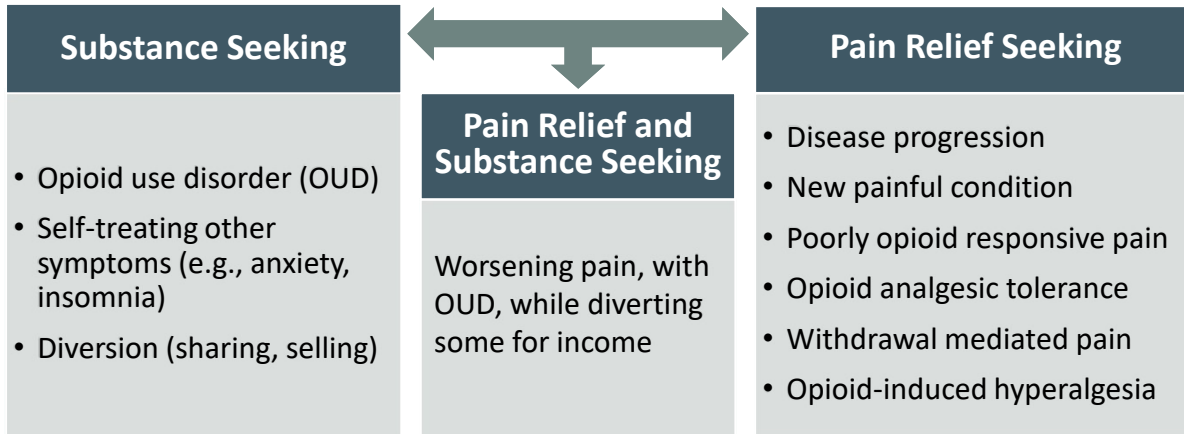 Substance Seeking
• Opioid use disorder (OUD)
• Self-treating other
symptoms (e.g., anxiety,
insomnia)
• Diversion (sharing, selling)
Pain Relief and
Substance Seeking
Worsening pain, with
OUD, while diverting
some for income
Pain Relief Seeking
• Disease progression
• New painful condition
• Poorly opioid responsive pain
• Opioid analgesic tolerance
• Withdrawal mediated pain
• Opioid-induced hyperalgesia